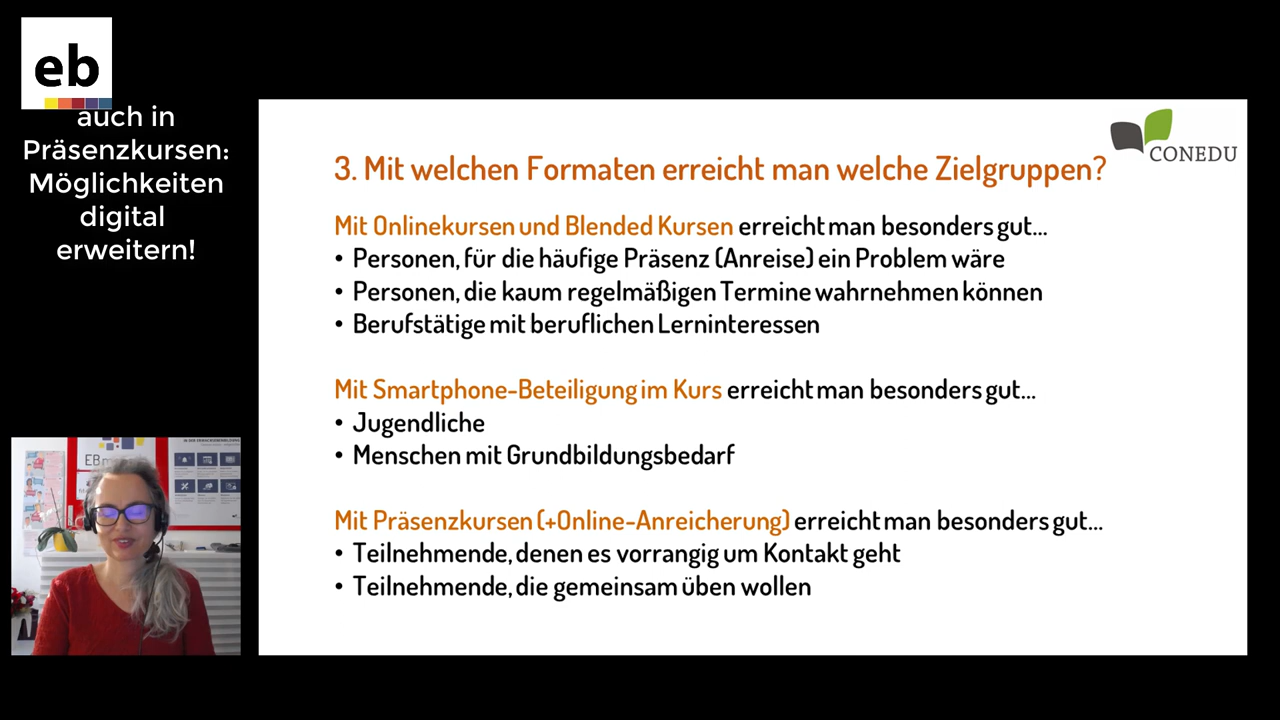 eb
auch in
Präsenzkursen:
Möglichkeiten
digital
erweitern!
CONEDU
3. Mit welchen Formaten erreicht man welche Zielgruppen?
Mit Onlinekursen und Blended Kursen erreicht man besonders gut...
• Personen, für die häufige Präsenz (Anreise) ein Problem wäre
• Personen, die kaum regelmäßigen Termine wahrnehmen können
• Berufstätige mit beruflichen Lerninteressen
Mit Smartphone-Beteiligung im Kurs erreicht man besonders gut...
• Jugendliche
• Menschen mit Grundbildungsbedarf
Mit Präsenzkursen (+Online-Anreicherung) erreicht man besonders gut...
• Teilnehmende, denen es vorrangig um Kontakt geht
• Teilnehmende, die gemeinsam üben wollen